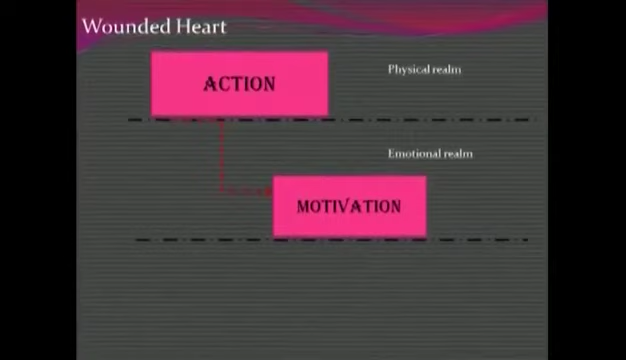 Wounded Heart
ACTION
Physical realm
Emotional realm
MOTIVATION